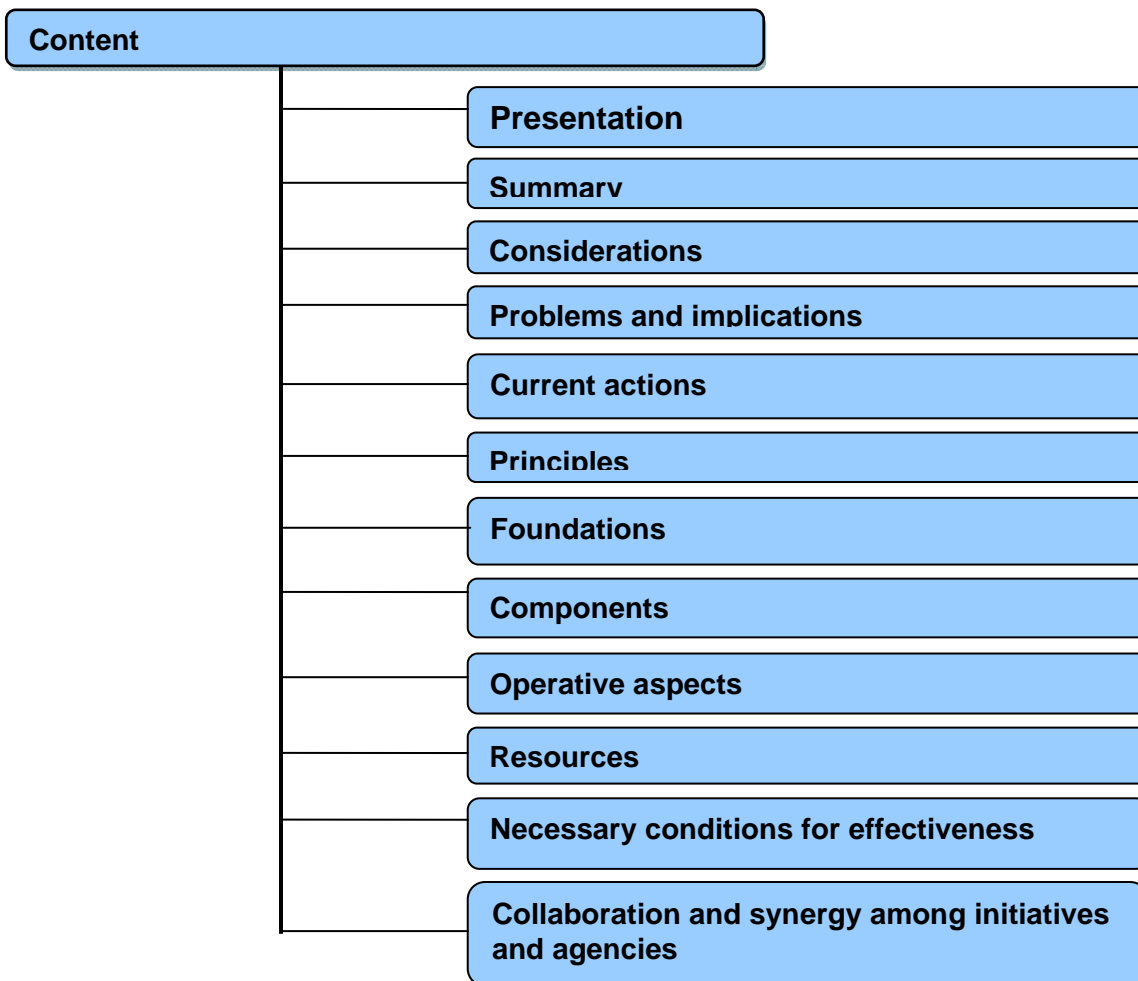 Content
Presentation
Summary
Considerations
Problems and implications
Current actions
Principles
Foundations
Components
Operative aspects
Resources
Necessary conditions for effectiveness
Collaboration and synergy among initiatives
and agencies